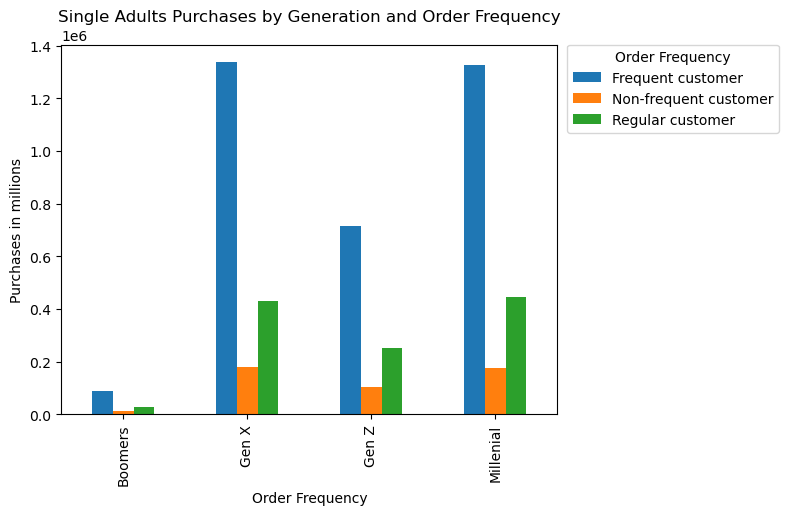 Single Adults Purchases by Generation and Order Frequency
1e6
1.4
1.2
1.0
0.8
0.6
0.4
0.2
0.0
Purchases in millions
Boomers
Gen X
Gen Z
Millenial
Order Frequency
Order Frequency
Frequent customer
Non-frequent customer
Regular customer